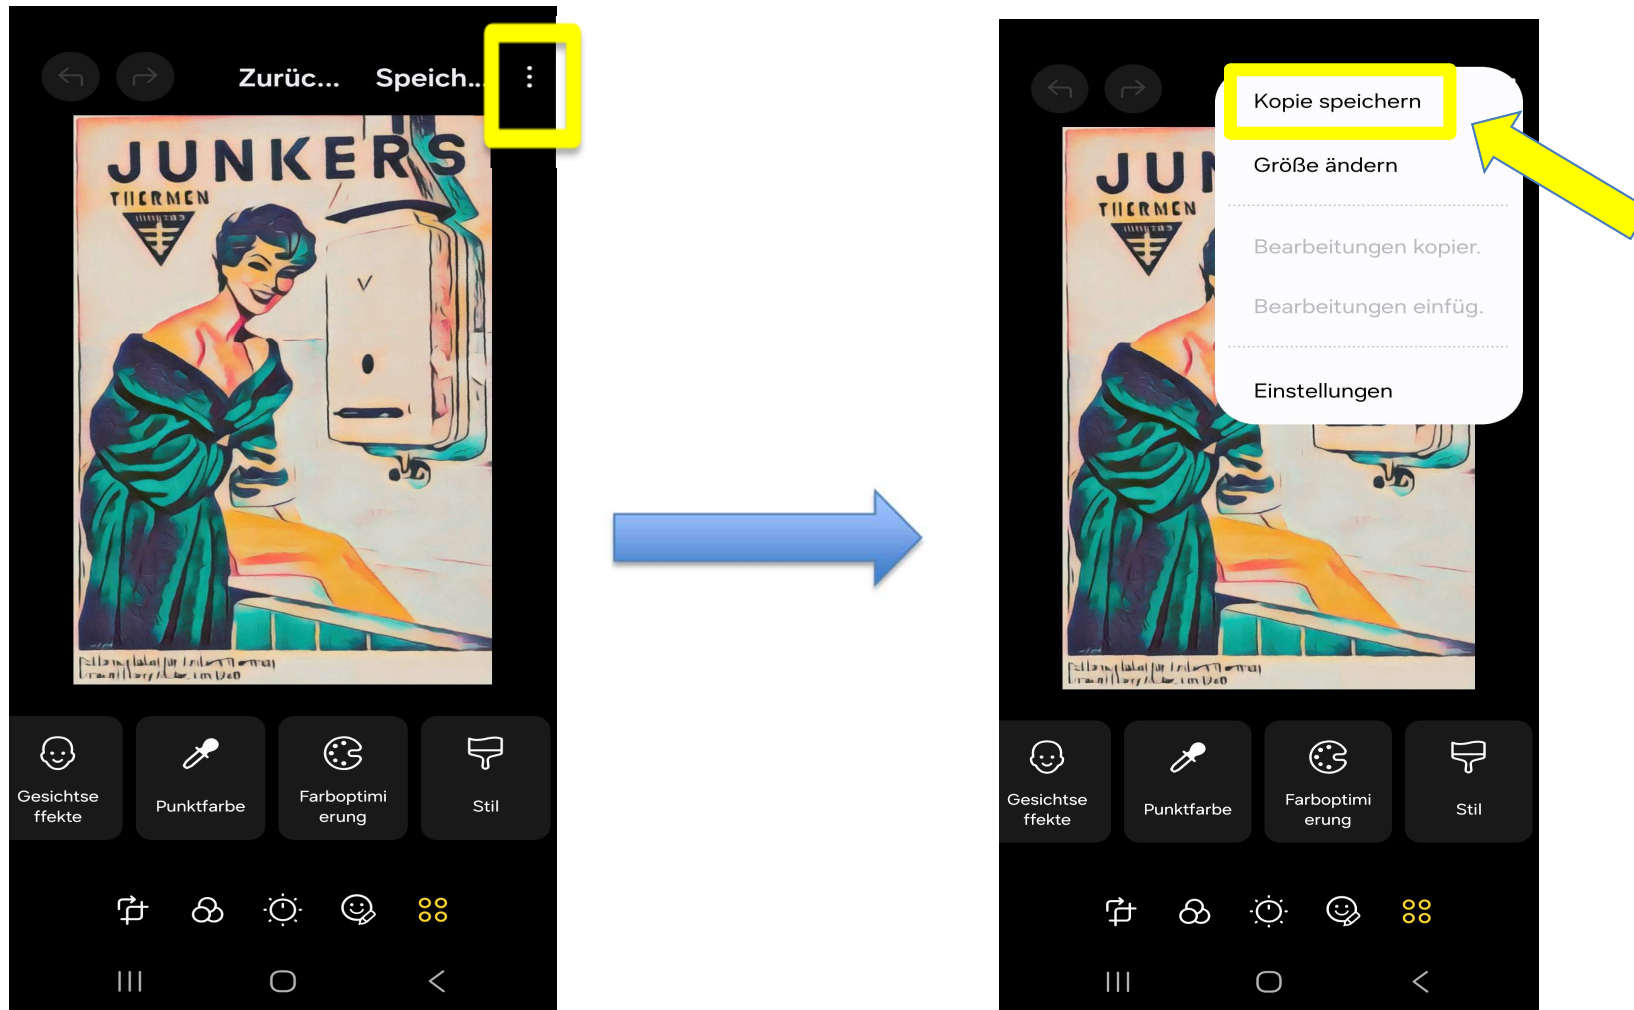 Zurüc... Speich...
JUNKERS
THERMEN
Gesichtse
ffekte
Punktfarbe
Farboptimi
erung
Stil
Kopie speichern
Größe ändern
Bearbeitungen kopier.
Bearbeitungen einfüg.
Einstellungen
JUN
THERMEN
Gesichtse
ffekte
Punktfarbe
Farboptimi
erung
Stil